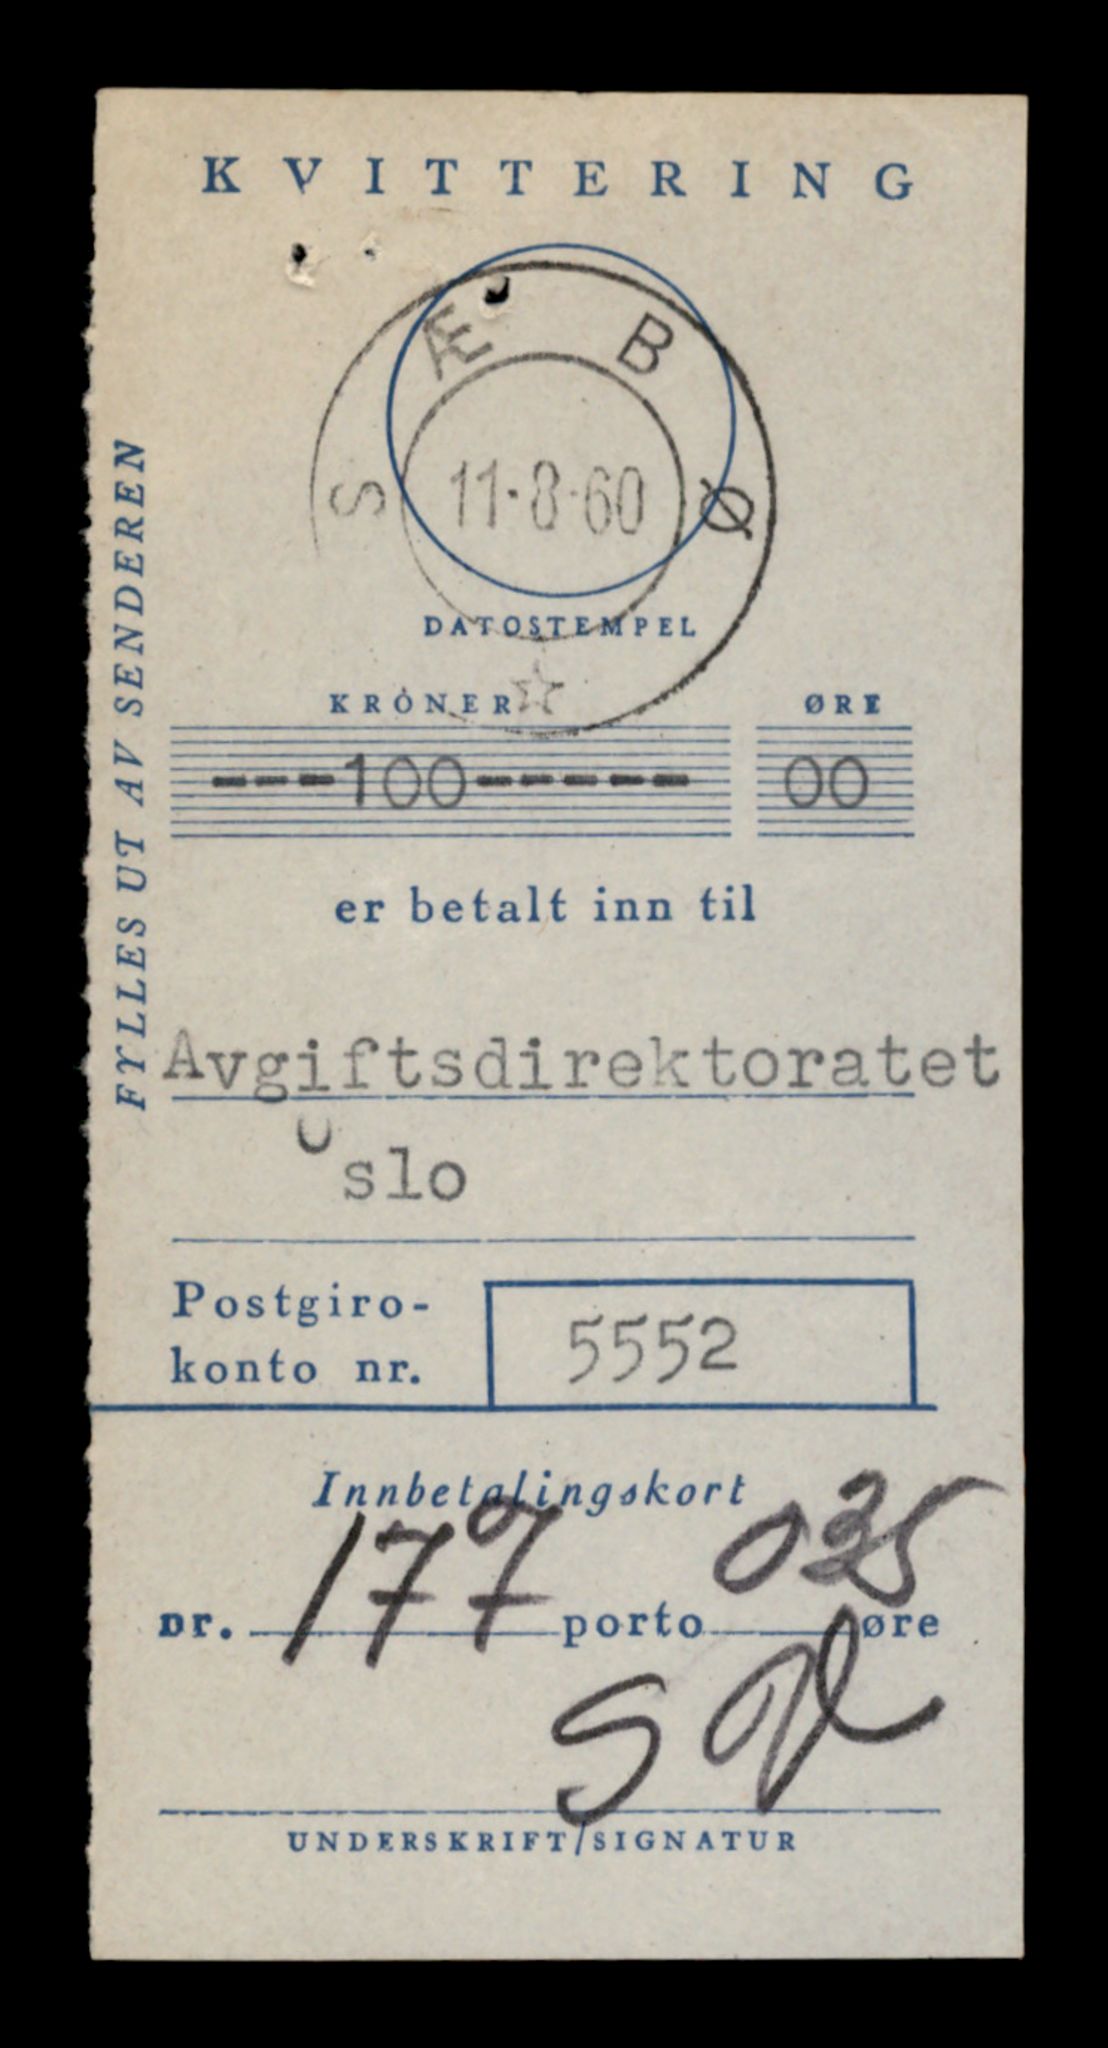 KVITTERING
SÆBØ
11·8·60
DATOSTEMPEL
FYLLES UT AV SENDEREN
KRONER ØRE
---100----- 00
er betalt inn til
Avgiftsdirektoratet
Oslo
Postgiro-
konto nr. 5552
Innbetalingskort
nr. 177 porto 035 øre
UNDERSKRIFT/SIGNATUR